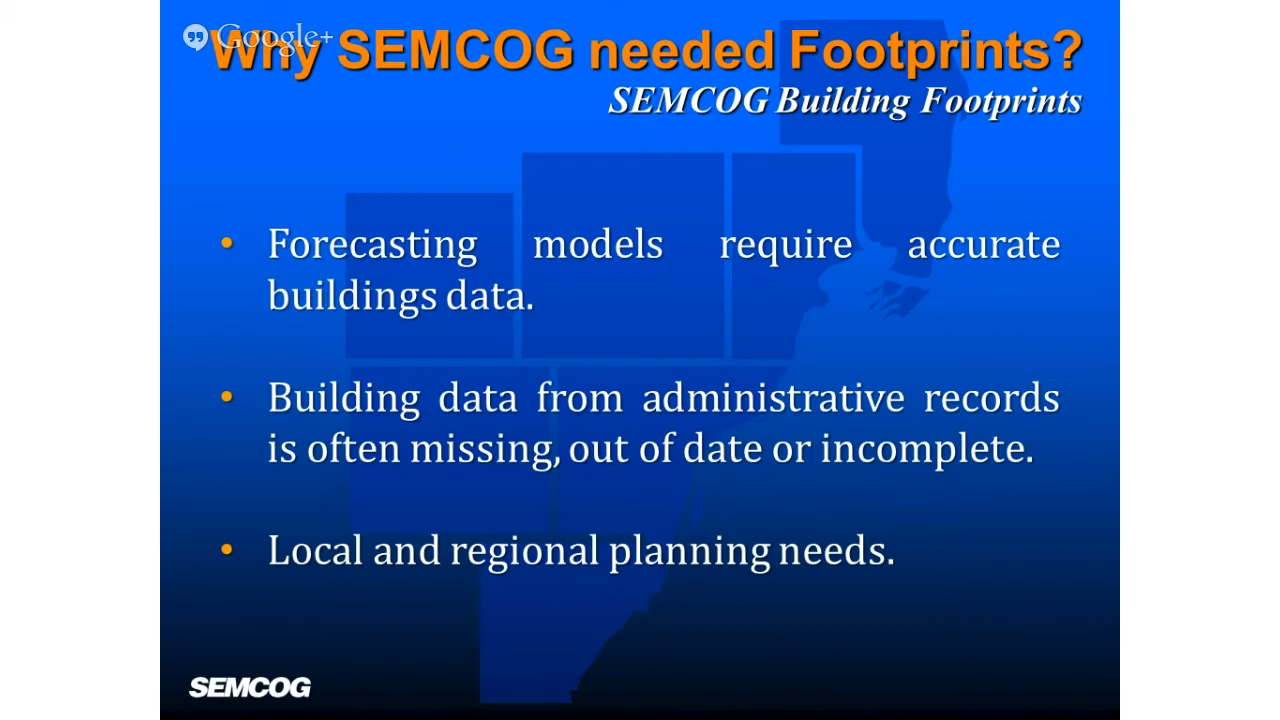 Google+
Why SEMCOG needed Footprints?
SEMCOG Building Footprints
• Forecasting models require accurate
buildings data.
• Building data from administrative records
is often missing, out of date or incomplete.
• Local and regional planning needs.
SEMCOG